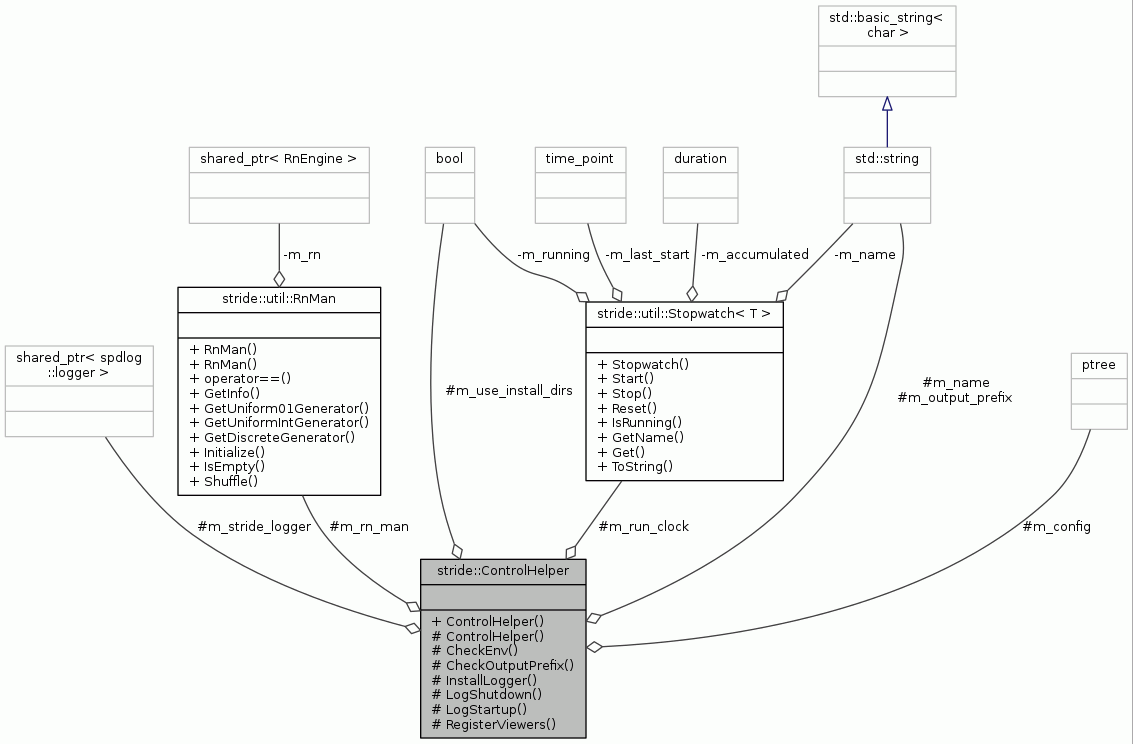 std::basic_string<
char >
shared_ptr< RnEngine >
bool
time_point
duration
std::string
-m_rn
-m_running
-m_last_start
-m_accumulated
-m_name
stride::util::RnMan
+ RnMan()
+ RnMan()
+ operator==()
+ GetInfo()
+ GetUniform01Generator()
+ GetUniformIntGenerator()
+ GetDiscreteGenerator()
+ Initialize()
+ IsEmpty()
+ Shuffle()
stride::util::Stopwatch< T >
+ Stopwatch()
+ Start()
+ Stop()
+ Reset()
+ IsRunning()
+ GetName()
+ Get()
+ ToString()
shared_ptr< spdlog
::logger >
ptree
#m_use_install_dirs
#m_name
#m_output_prefix
#m_stride_logger
#m_rn_man
#m_run_clock
#m_config
stride::ControlHelper
+ ControlHelper()
# ControlHelper()
# CheckEnv()
# CheckOutputPrefix()
# InstallLogger()
# LogShutdown()
# LogStartup()
# RegisterViewers()